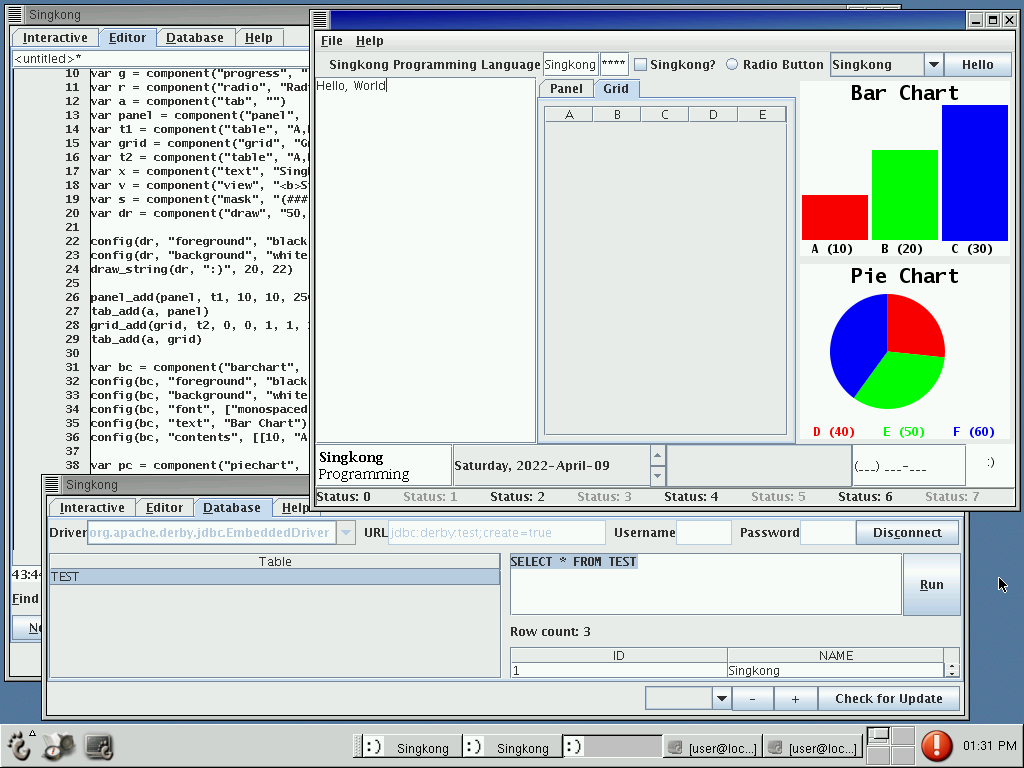 Singkong
Interactive Editor Database Help
<untitled>*
10 var g = component("progress", "
11 var r = component("radio", "Rad
12 var a = component("tab", "")
13 var panel = component("panel",
14 var t1 = component("table", "A,
15 var grid = component("grid", "G
16 var t2 = component("table", "A,
17 var x = component("text", "Sing
18 var v = component("view", "<b>S
19 var s = component("mask", "(###
20 var dr = component("draw", "50,
21
22 config(dr, "foreground", "black
23 config(dr, "background", "white
24 draw_string(dr, ":)", 20, 22)
25
26 panel_add(panel, t1, 10, 10, 250
27 tab_add(a, panel)
28 grid_add(grid, t2, 0, 0, 1, 1,
29 tab_add(a, grid)
30
31 var bc = component("barchart",
32 config(bc, "foreground", "black
33 config(bc, "background", "white
34 config(bc, "font", ["monospaced
35 config(bc, "text", "Bar Chart")
36 config(bc, "contents", [[10, "A
37
38 var pc = component("piechart",
43:44
Find
File Help
Singkong Programming Language Singkong **** Singkong? Radio Button Singkong Hello
Hello, World
Panel Grid
A B C D E
Bar Chart
A (10) B (20) C (30)
Pie Chart
D (40) E (50) F (60)
Singkong
Programming
Saturday, 2022-April-09
(___) ___-___
:)
Status: 0 Status: 1 Status: 2 Status: 3 Status: 4 Status: 5 Status: 6 Status: 7
Singkong
Interactive Editor Database Help
Driver org.apache.derby.jdbc.EmbeddedDriver URL jdbc:derby:test;create=true Username Password Disconnect
Table
TEST
SELECT * FROM TEST
Run
Row count: 3
ID NAME
1 Singkong
- + Check for Update
:) Singkong :) Singkong :) [user@loc...] [user@loc...] 01:31 PM